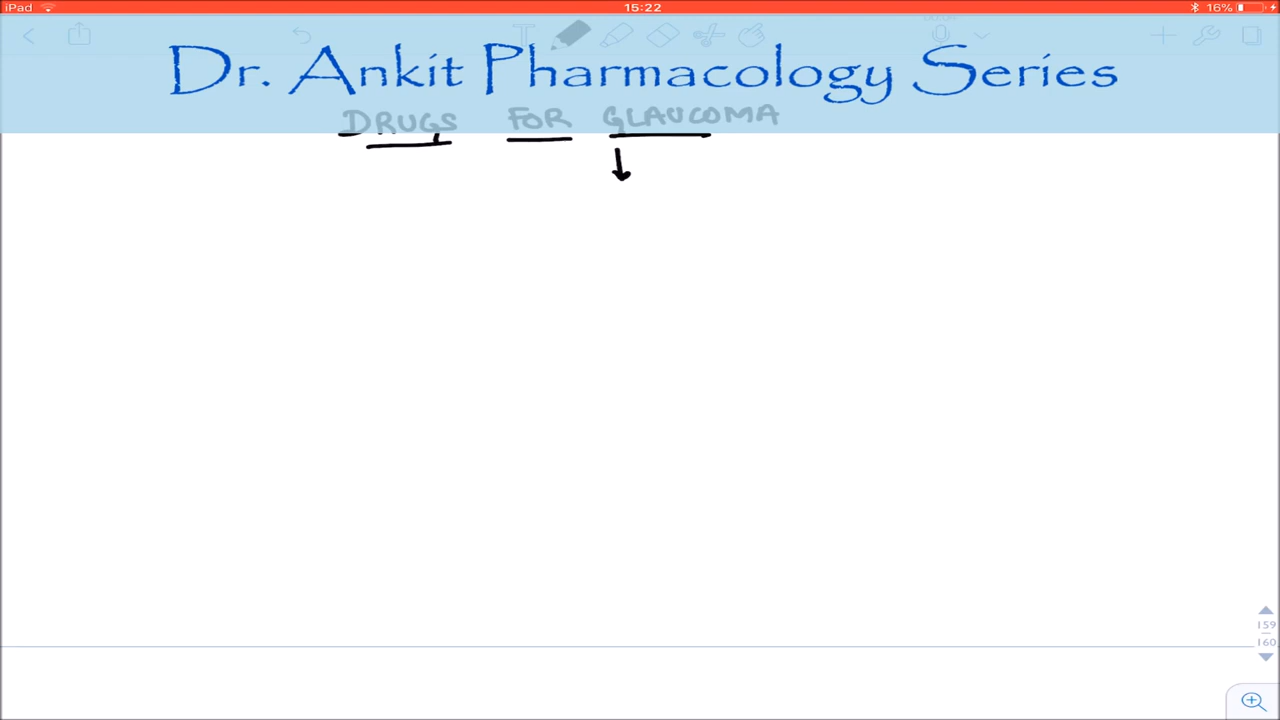 iPad 15:22 16%
Dr. Ankit Pharmacology Series
DRUGS FOR GLAUCOMA
159
160